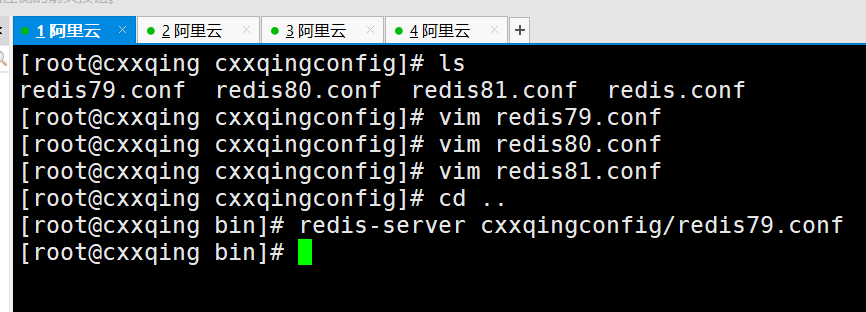 1 阿里云 × 2 阿里云 × 3 阿里云 × 4 阿里云 × +
[root@cxxqing cxxqingconfig]# ls
redis79.conf  redis80.conf  redis81.conf  redis.conf
[root@cxxqing cxxqingconfig]# vim redis79.conf
[root@cxxqing cxxqingconfig]# vim redis80.conf
[root@cxxqing cxxqingconfig]# vim redis81.conf
[root@cxxqing cxxqingconfig]# cd ..
[root@cxxqing bin]# redis-server cxxqingconfig/redis79.conf
[root@cxxqing bin]#